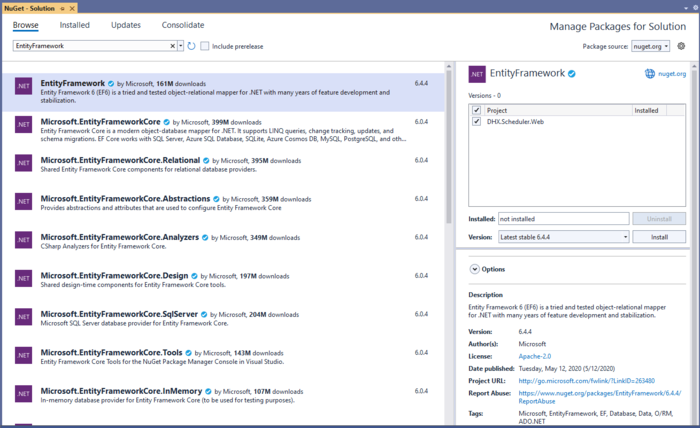 NuGet - Solution
Browse
Installed
Updates
Consolidate
Manage Packages for Solution
EntityFramework
Include prerelease
Package source: nuget.org
.NET
EntityFramework by Microsoft, 161M downloads
6.4.4
Entity Framework 6 (EF6) is a tried and tested object-relational mapper for .NET with many years of feature development and
stabilization.
.NET
Microsoft.EntityFrameworkCore by Microsoft, 399M downloads
6.0.4
Entity Framework Core is a modern object-database mapper for .NET. It supports LINQ queries, change tracking, updates, and
schema migrations. EF Core works with SQL Server, Azure SQL Database, SQLite, Azure Cosmos DB, MySQL, PostgreSQL, and oth...
.NET
Microsoft.EntityFrameworkCore.Relational by Microsoft, 395M downloads
6.0.4
Shared Entity Framework Core components for relational database providers.
.NET
Microsoft.EntityFrameworkCore.Abstractions by Microsoft, 359M downloads
6.0.4
Provides abstractions and attributes that are used to configure Entity Framework Core
.NET
Microsoft.EntityFrameworkCore.Analyzers by Microsoft, 349M downloads
6.0.4
CSharp Analyzers for Entity Framework Core.
.NET
Microsoft.EntityFrameworkCore.Design by Microsoft, 197M downloads
6.0.4
Shared design-time components for Entity Framework Core tools.
.NET
Microsoft.EntityFrameworkCore.SqlServer by Microsoft, 204M downloads
6.0.4
Microsoft SQL Server database provider for Entity Framework Core.
.NET
Microsoft.EntityFrameworkCore.Tools by Microsoft, 143M downloads
6.0.4
Entity Framework Core Tools for the NuGet Package Manager Console in Visual Studio.
.NET
Microsoft.EntityFrameworkCore.InMemory by Microsoft, 107M downloads
6.0.4
In-memory database provider for Entity Framework Core (to be used for testing purposes).
.NET
EntityFramework
nuget.org
Versions - 0
Project
Installed
DHX.Scheduler.Web
Installed: not installed
Uninstall
Version: Latest stable 6.4.4
Install
Options
Description
Entity Framework 6 (EF6) is a tried and tested object-relational mapper
for .NET with many years of feature development and stabilization.
Version: 6.4.4
Author(s): Microsoft
License: Apache-2.0
Date published: Tuesday, May 12, 2020 (5/12/2020)
Project URL: http://go.microsoft.com/fwlink/?LinkID=263480
Report Abuse: https://www.nuget.org/packages/EntityFramework/6.4.4/
ReportAbuse
Tags: Microsoft, EntityFramework, EF, Database, Data, O/RM,
ADO.NET